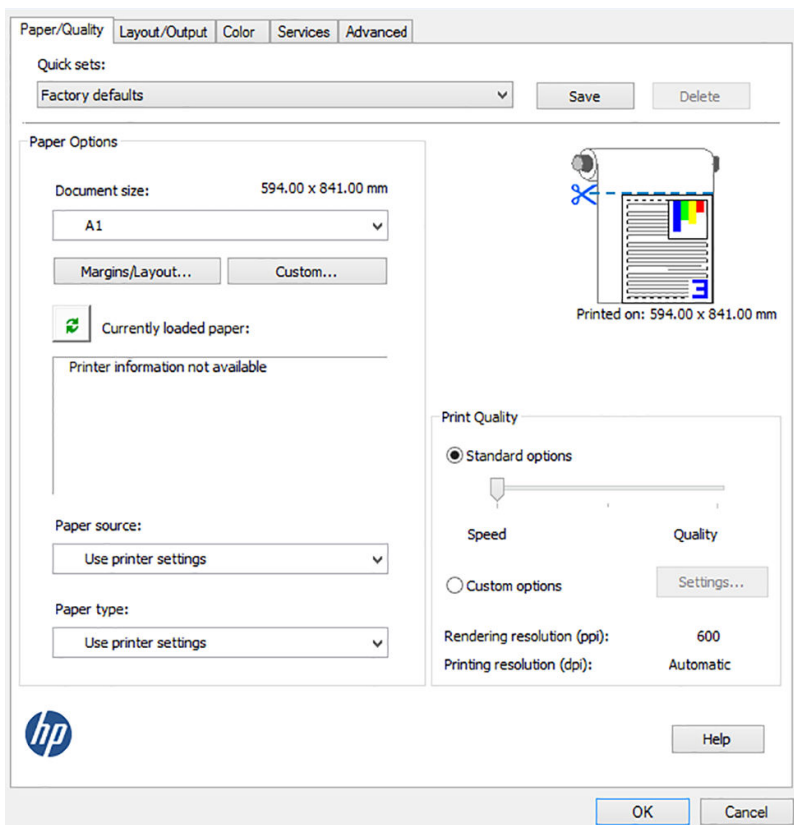 Paper/Quality Layout/Output Color Services Advanced
Quick sets:
Factory defaults Save Delete
Paper Options
Document size: 594.00 x 841.00 mm
A1
Margins/Layout... Custom...
Currently loaded paper:
Printer information not available
Paper source:
Use printer settings
Paper type:
Use printer settings
3
Printed on: 594.00 x 841.00 mm
Print Quality
Standard options
Speed Quality
Custom options Settings...
Rendering resolution (ppi): 600
Printing resolution (dpi): Automatic
hp
Help
OK Cancel